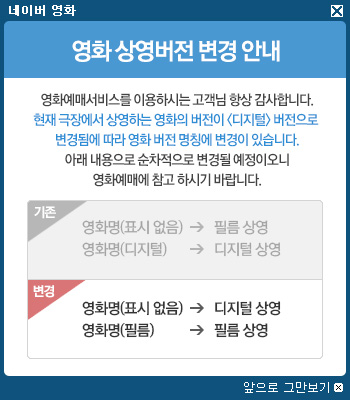 네이버 영화
영화 상영버전 변경 안내
영화예매서비스를 이용하시는 고객님 항상 감사합니다.
현재 극장에서 상영하는 영화의 버전이 <디지털> 버전으로
변경됨에 따라 영화 버전 명칭에 변경이 있습니다.
아래 내용으로 순차적으로 변경될 예정이오니
영화예매에 참고 하시기 바랍니다.
기존
영화명(표시 없음) → 필름 상영
영화명(디지털) → 디지털 상영
변경
영화명(표시 없음) → 디지털 상영
영화명(필름) → 필름 상영
앞으로 그만보기